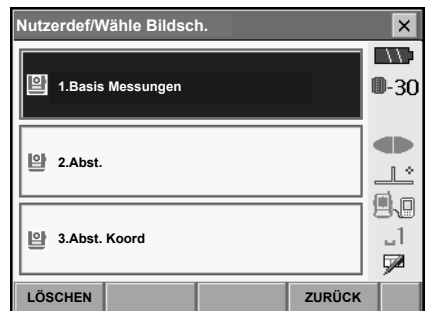 Nutzerdef/Wähle Bildsch.
-30
1.Basis Messungen
2.Abst.
3.Abst. Koord
1
LÖSCHEN
ZURÜCK